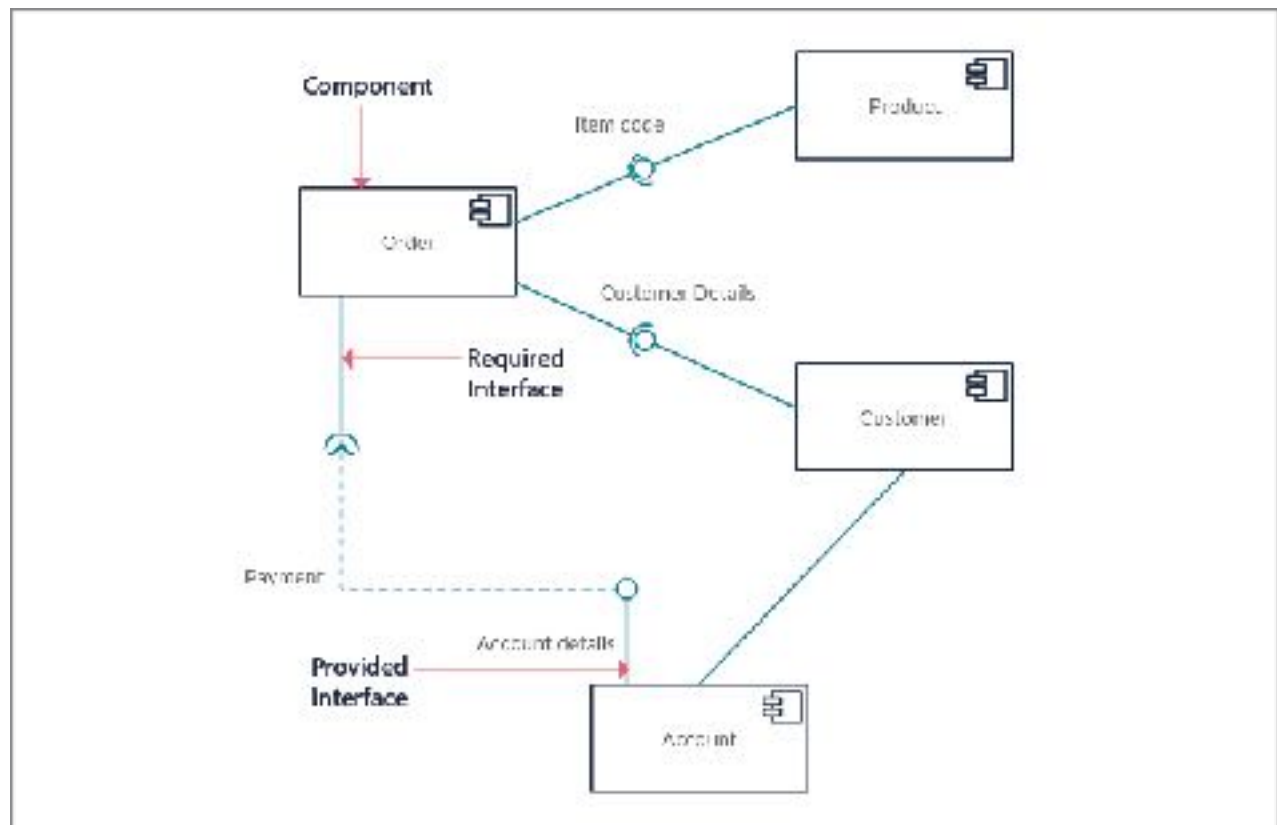 Component
Product
Item code
Order
Customer Details
Required
Interface
Customer
Payment
Account details
Provided
Interface
Account